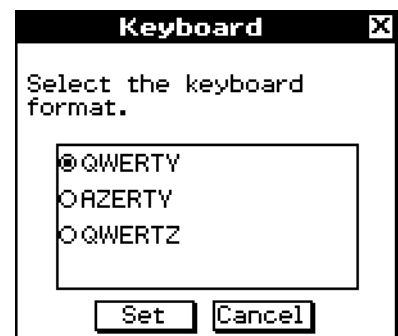 Keyboard
Select the keyboard
format.
QWERTY
AZERTY
QWERTZ
Set Cancel